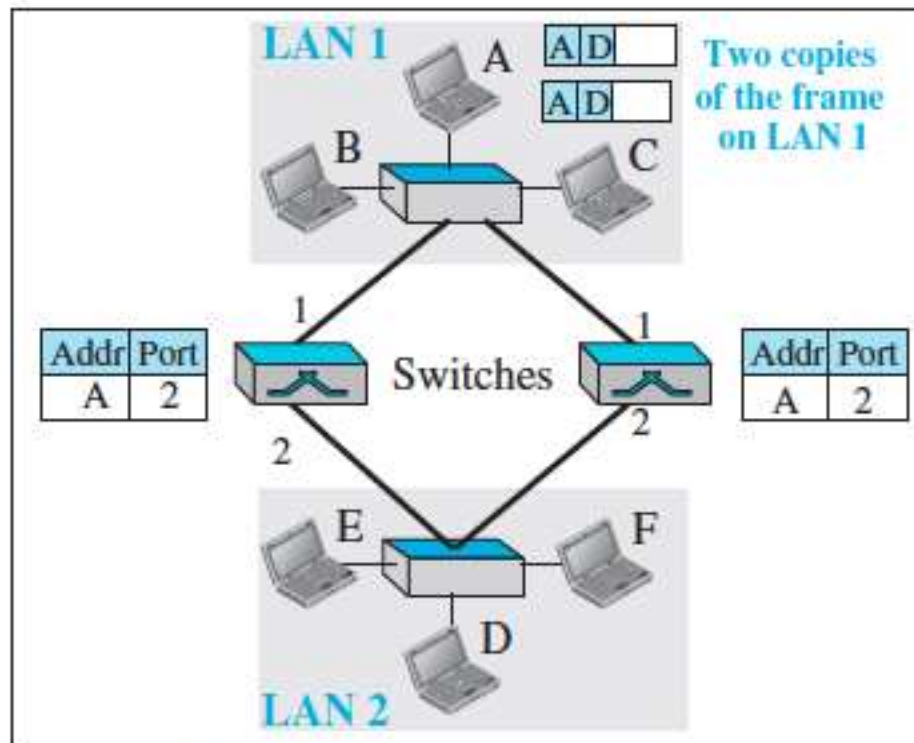 LAN 1
A
A D
A D
Two copies
of the frame
on LAN 1
B
C
1
1
Addr Port
A 2
Switches
Addr Port
A 2
2
2
E
F
D
LAN 2